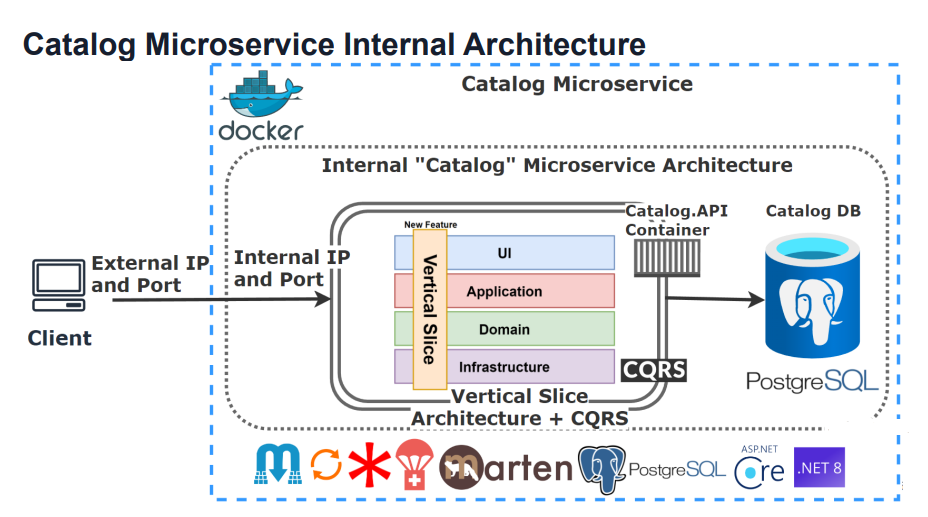 Catalog Microservice Internal Architecture
Catalog Microservice
docker
Internal "Catalog" Microservice Architecture
Catalog.API
Container
Catalog DB
New Feature
External IP
and Port
Internal IP
and Port
Vertical Slice
UI
Application
Domain
Infrastructure
Client
CQRS
PostgreSQL
Vertical Slice
Architecture + CQRS
marten
PostgreSQL
ASP.NET
Core
.NET 8